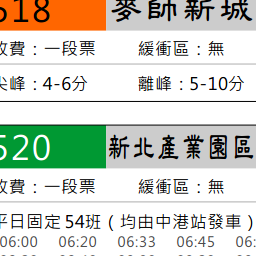 518 麥帥新城
收費：一段票 緩衝區：無
尖峰：4-6分 離峰：5-10分
520 新北產業園區
收費：一段票 緩衝區：無
平日固定54班（均由中港站發車）
06:00 06:20 06:33 06:45